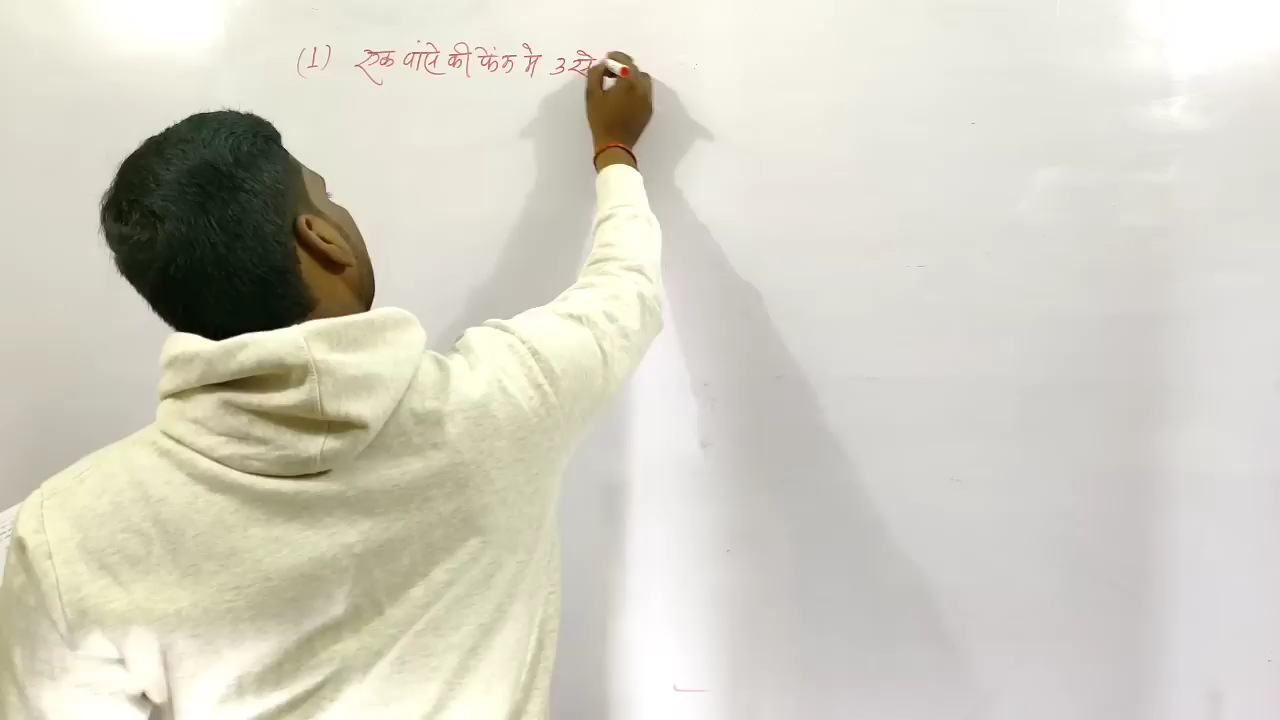 (1) एक पांसे की फेंक मे 3 से